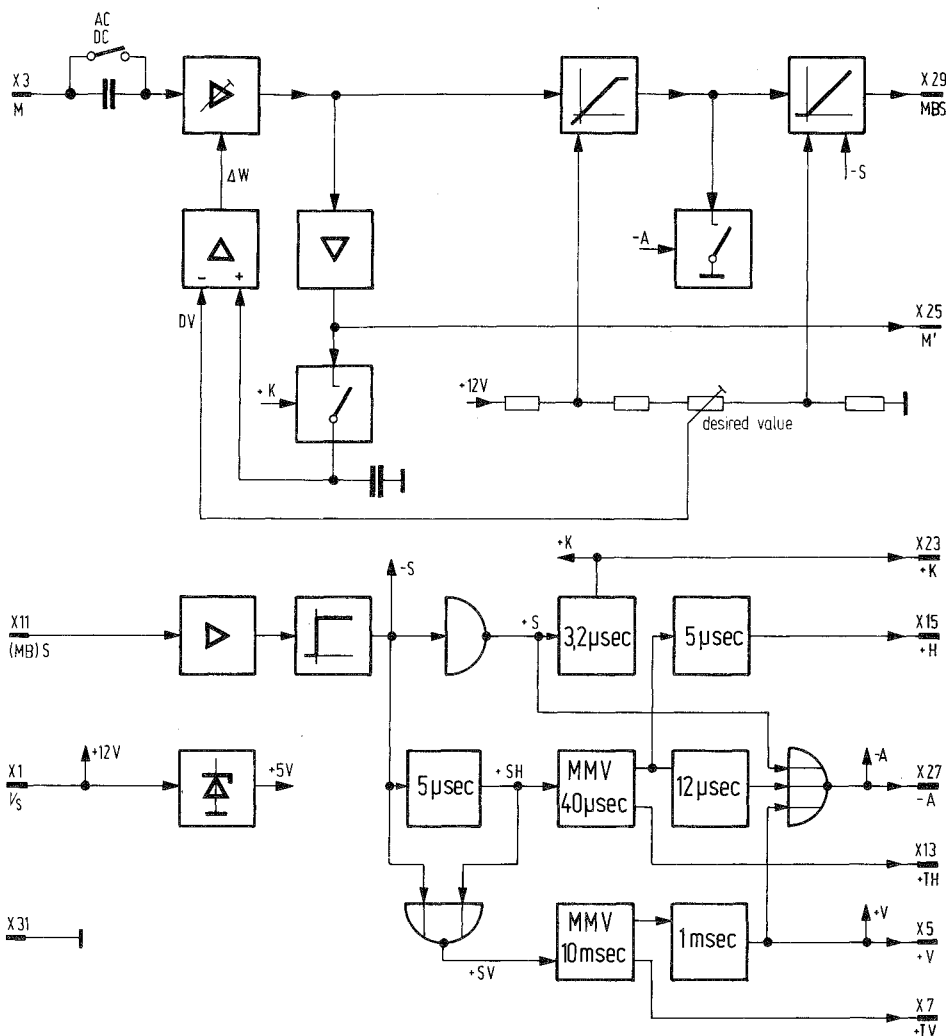 AC
DC
X3
M
X29
MBS
ΔW
-S
-A
- +
DV
X25
M'
+K
+12V
desired value
+K
X23
+K
-S
X11
(MB)S
+S
3,2µsec
5µsec
X15
+H
X1
1/S
+12V
+5V
5µsec
+SH
MMV
40µsec
12µsec
-A
X27
-A
X13
+TH
X31
MMV
10msec
1msec
+V
X5
+V
+SV
X7
+TV